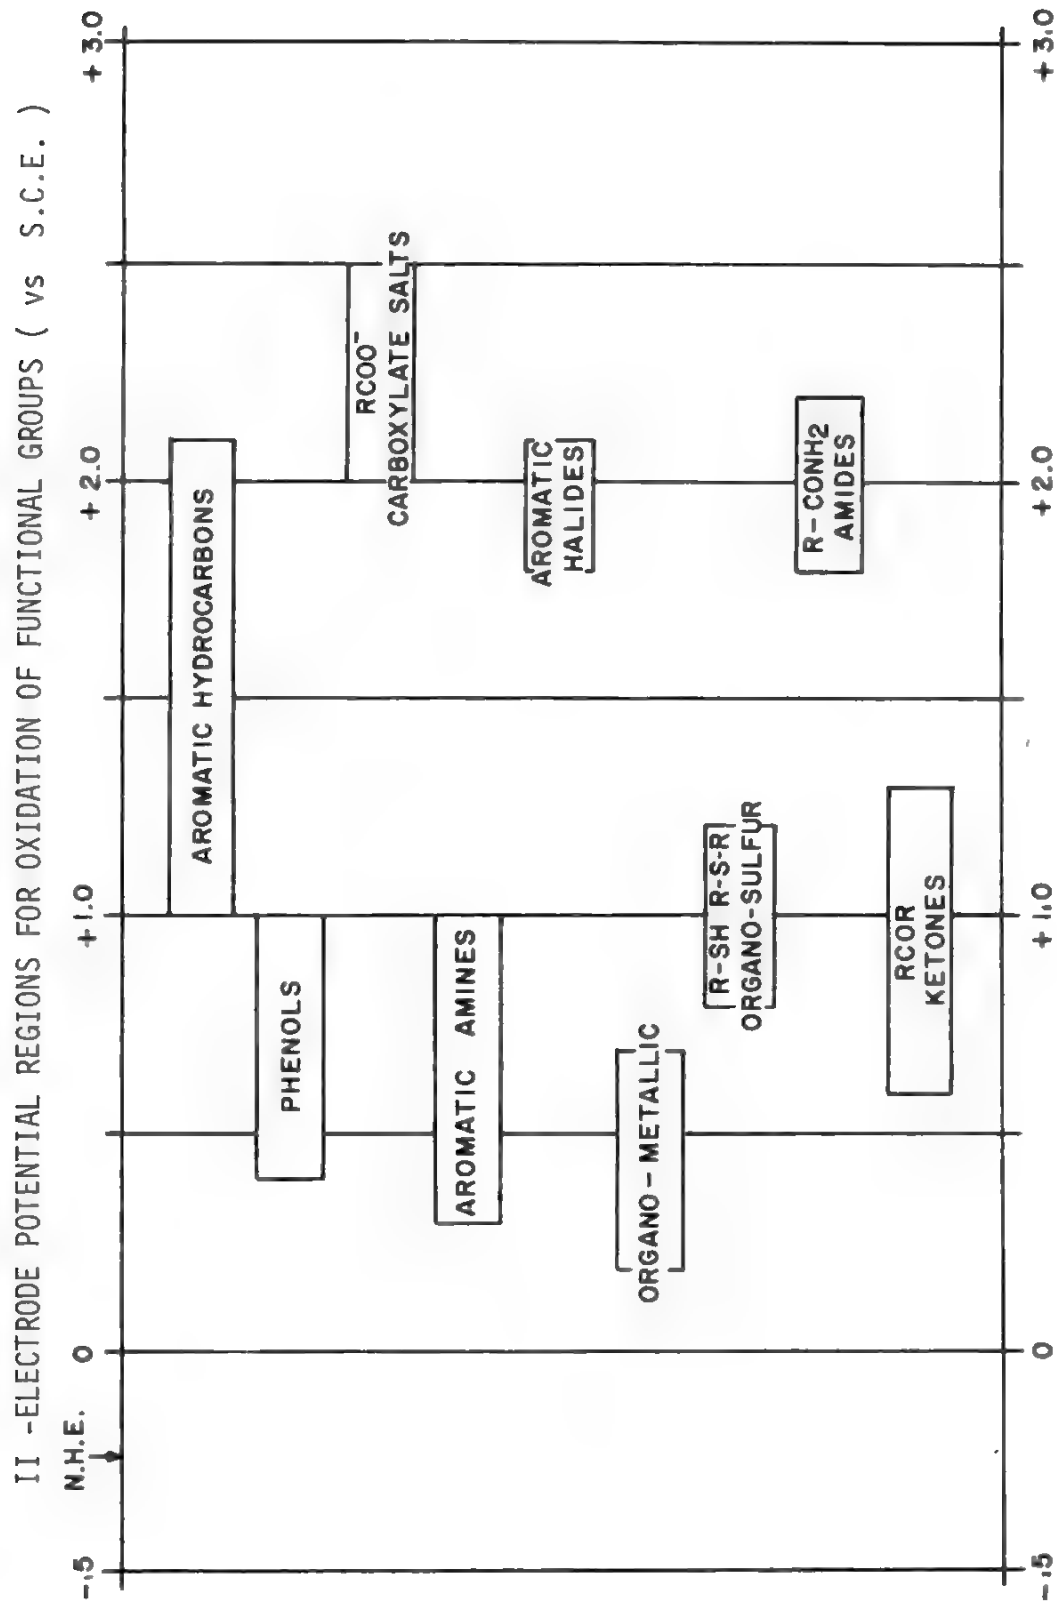 II -ELECTRODE POTENTIAL REGIONS FOR OXIDATION OF FUNCTIONAL GROUPS ( vs S.C.E. )
N.H.E.
-.5 0 +1.0 +2.0 +3.0
AROMATIC HYDROCARBONS
PHENOLS
RCOO⁻
CARBOXYLATE SALTS
AROMATIC AMINES
AROMATIC
HALIDES
ORGANO-METALLIC
R-SH R-S-R
ORGANO-SULFUR
R-CONH2
AMIDES
RCOR
KETONES
-.5 0 +1.0 +2.0 +3.0